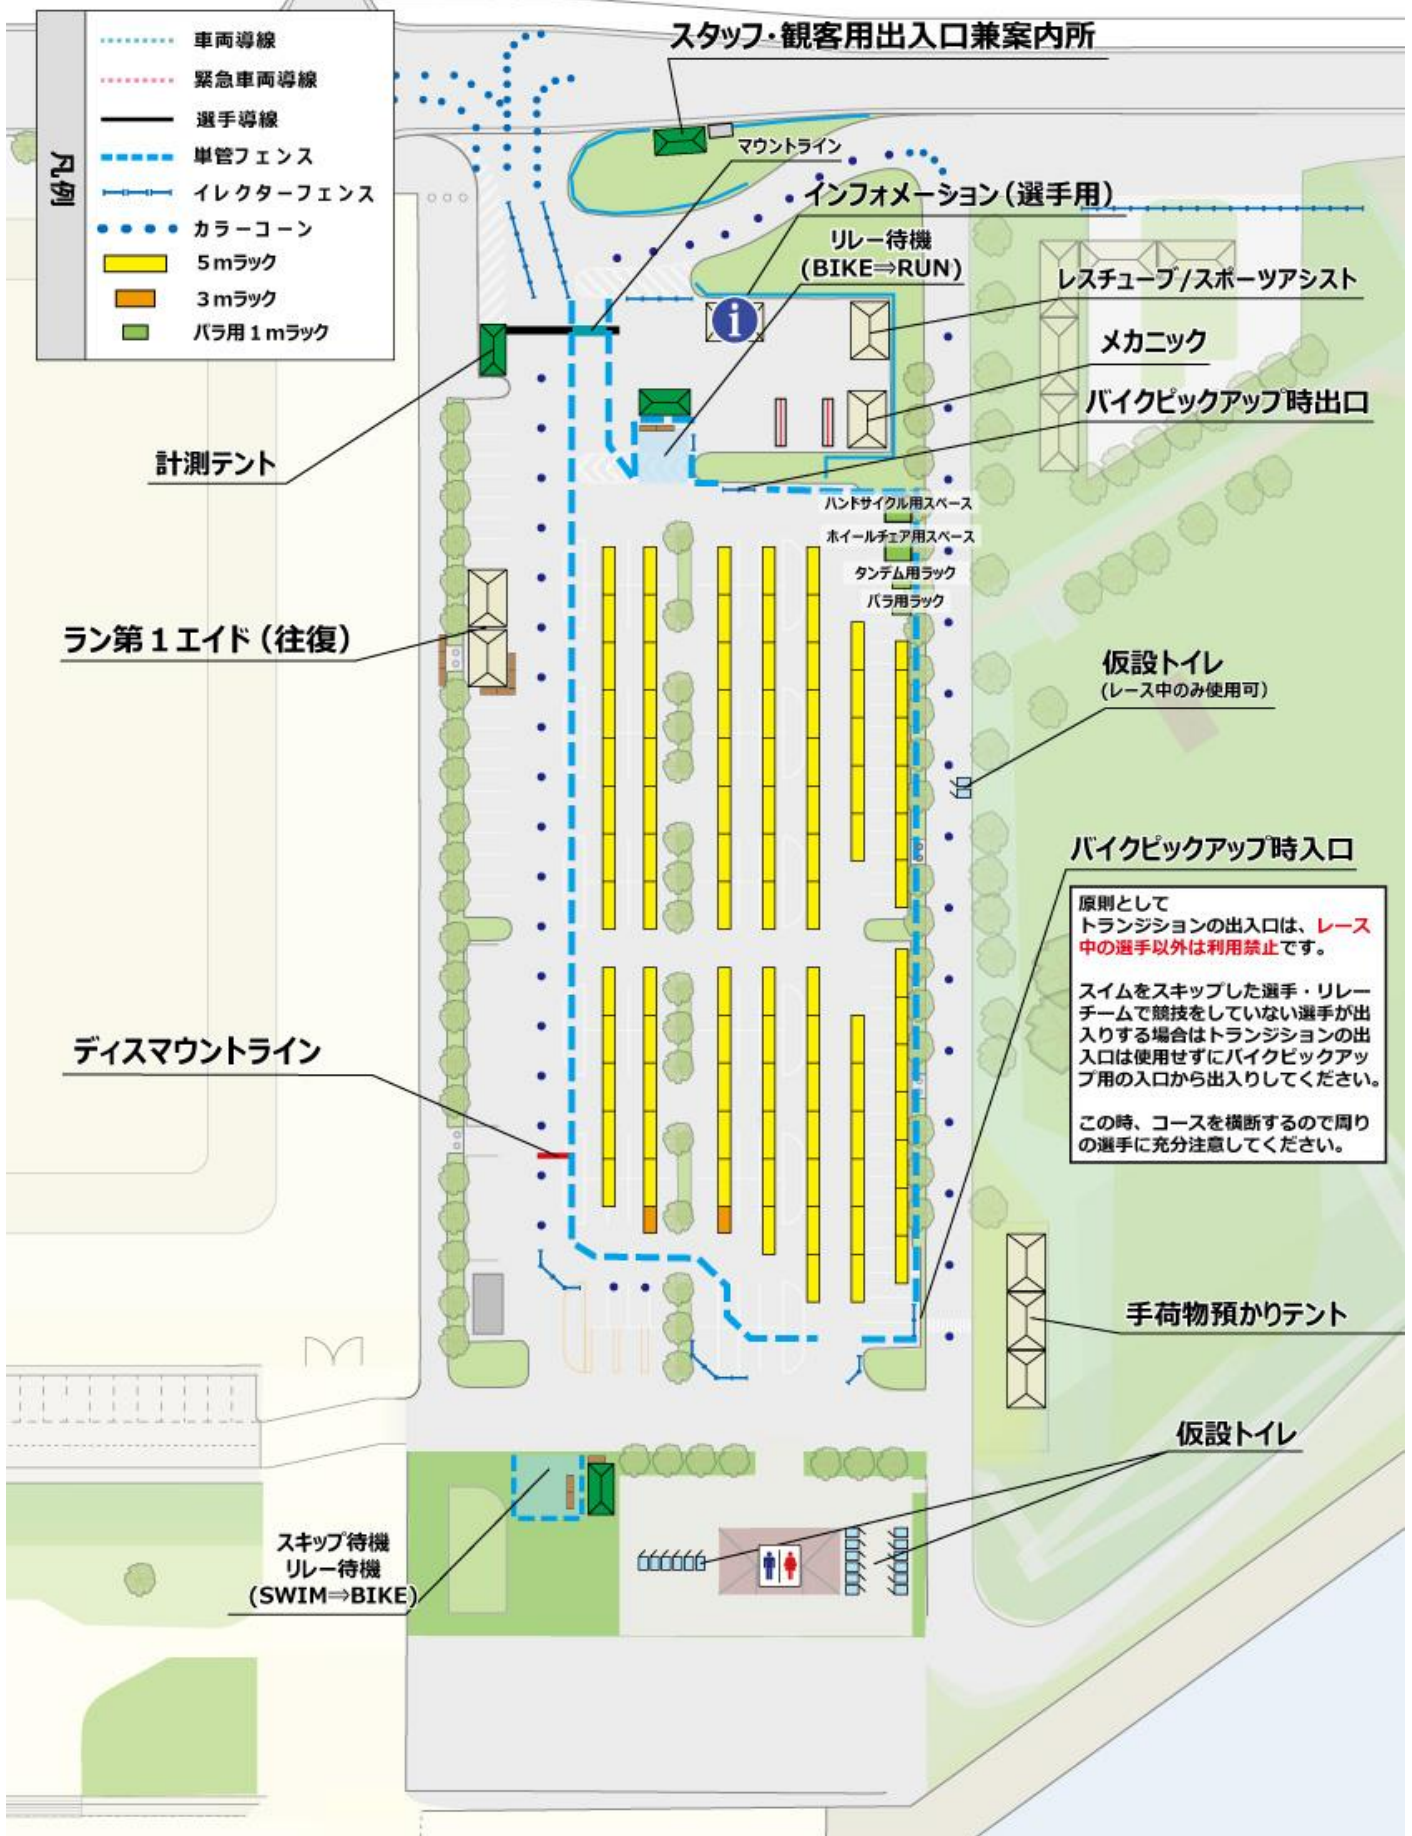 凡例
車両導線
緊急車両導線
選手導線
単管フェンス
イレクターフェンス
カラーコーン
5mラック
3mラック
パラ用1mラック
スタッフ・観客用出入口兼案内所
マウントライン
インフォメーション(選手用)
リレー待機
(BIKE⇒RUN)
レスチューブ/スポーツアシスト
メカニック
バイクピックアップ時出口
i
計測テント
ハンドサイクル用スペース
ホイールチェア用スペース
タンデム用ラック
パラ用ラック
ラン第1エイド(往復)
仮設トイレ
(レース中のみ使用可)
バイクピックアップ時入口
原則として
トランジションの出入口は、レース
中の選手以外は利用禁止です。
スイムをスキップした選手・リレー
チームで競技をしていない選手が出
入りする場合はトランジションの出
入口は使用せずにバイクピックアッ
プ用の入口から出入りしてください。
この時、コースを横断するので周り
の選手に充分注意してください。
ディスマウントライン
手荷物預かりテント
仮設トイレ
スキップ待機
リレー待機
(SWIM⇒BIKE)